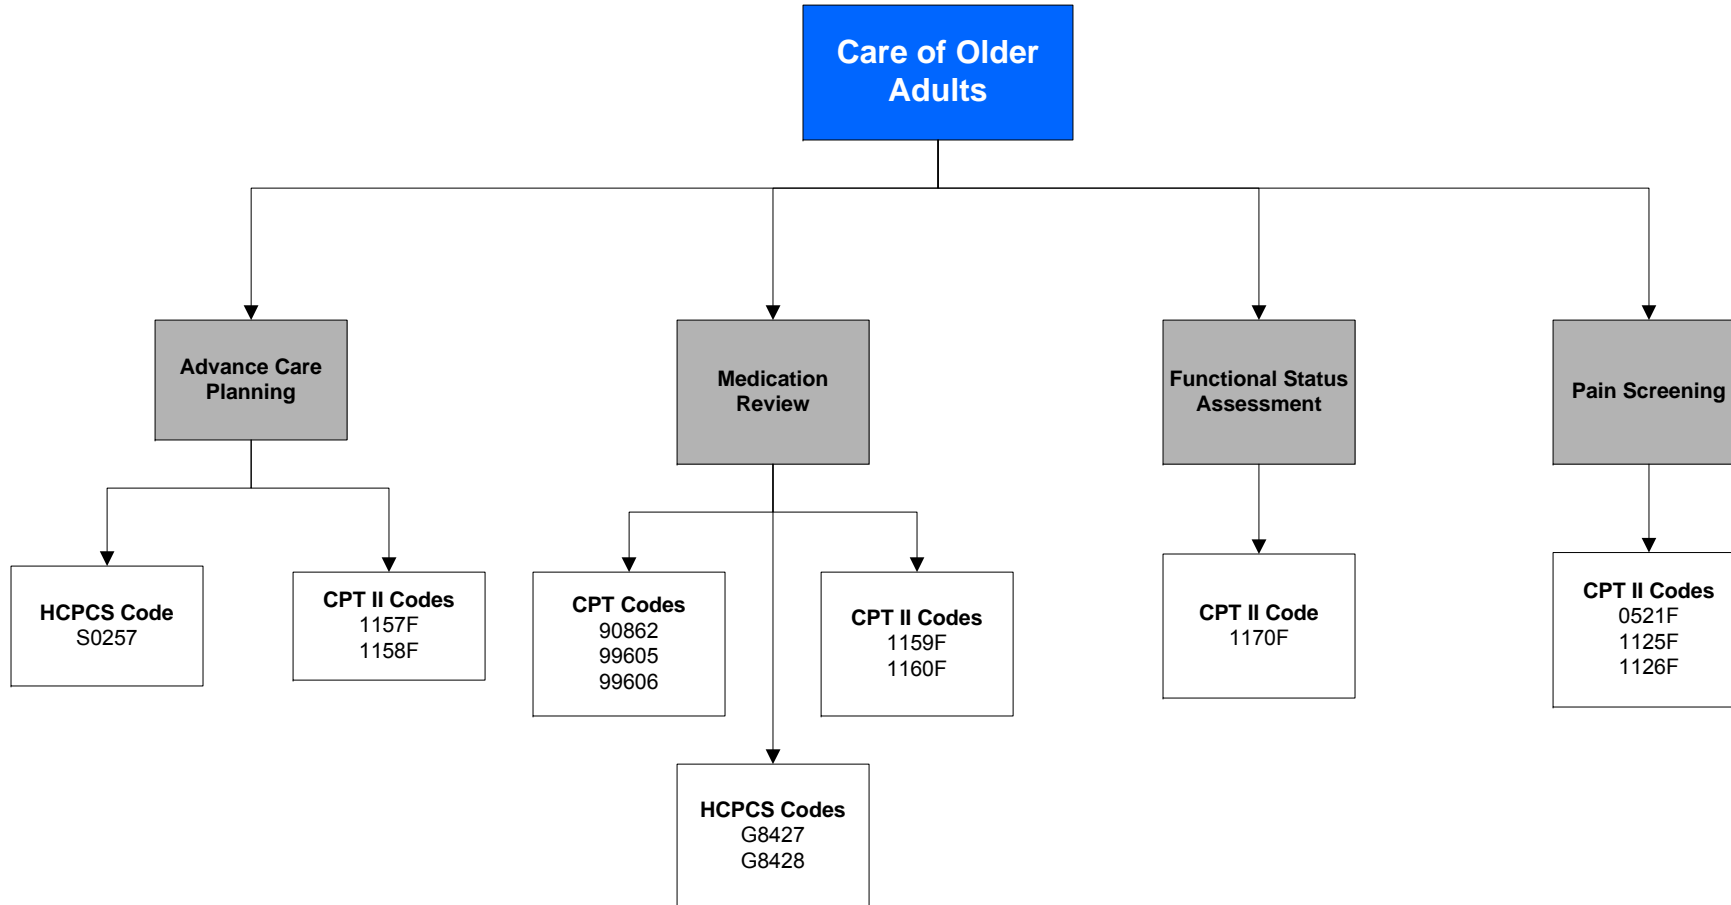 Care of Older
Adults
Advance Care
Planning
Medication
Review
Functional Status
Assessment
Pain Screening
HCPCS Code
S0257
CPT II Codes
1157F
1158F
CPT Codes
90862
99605
99606
CPT II Codes
1159F
1160F
HCPCS Codes
G8427
G8428
CPT II Code
1170F
CPT II Codes
0521F
1125F
1126F